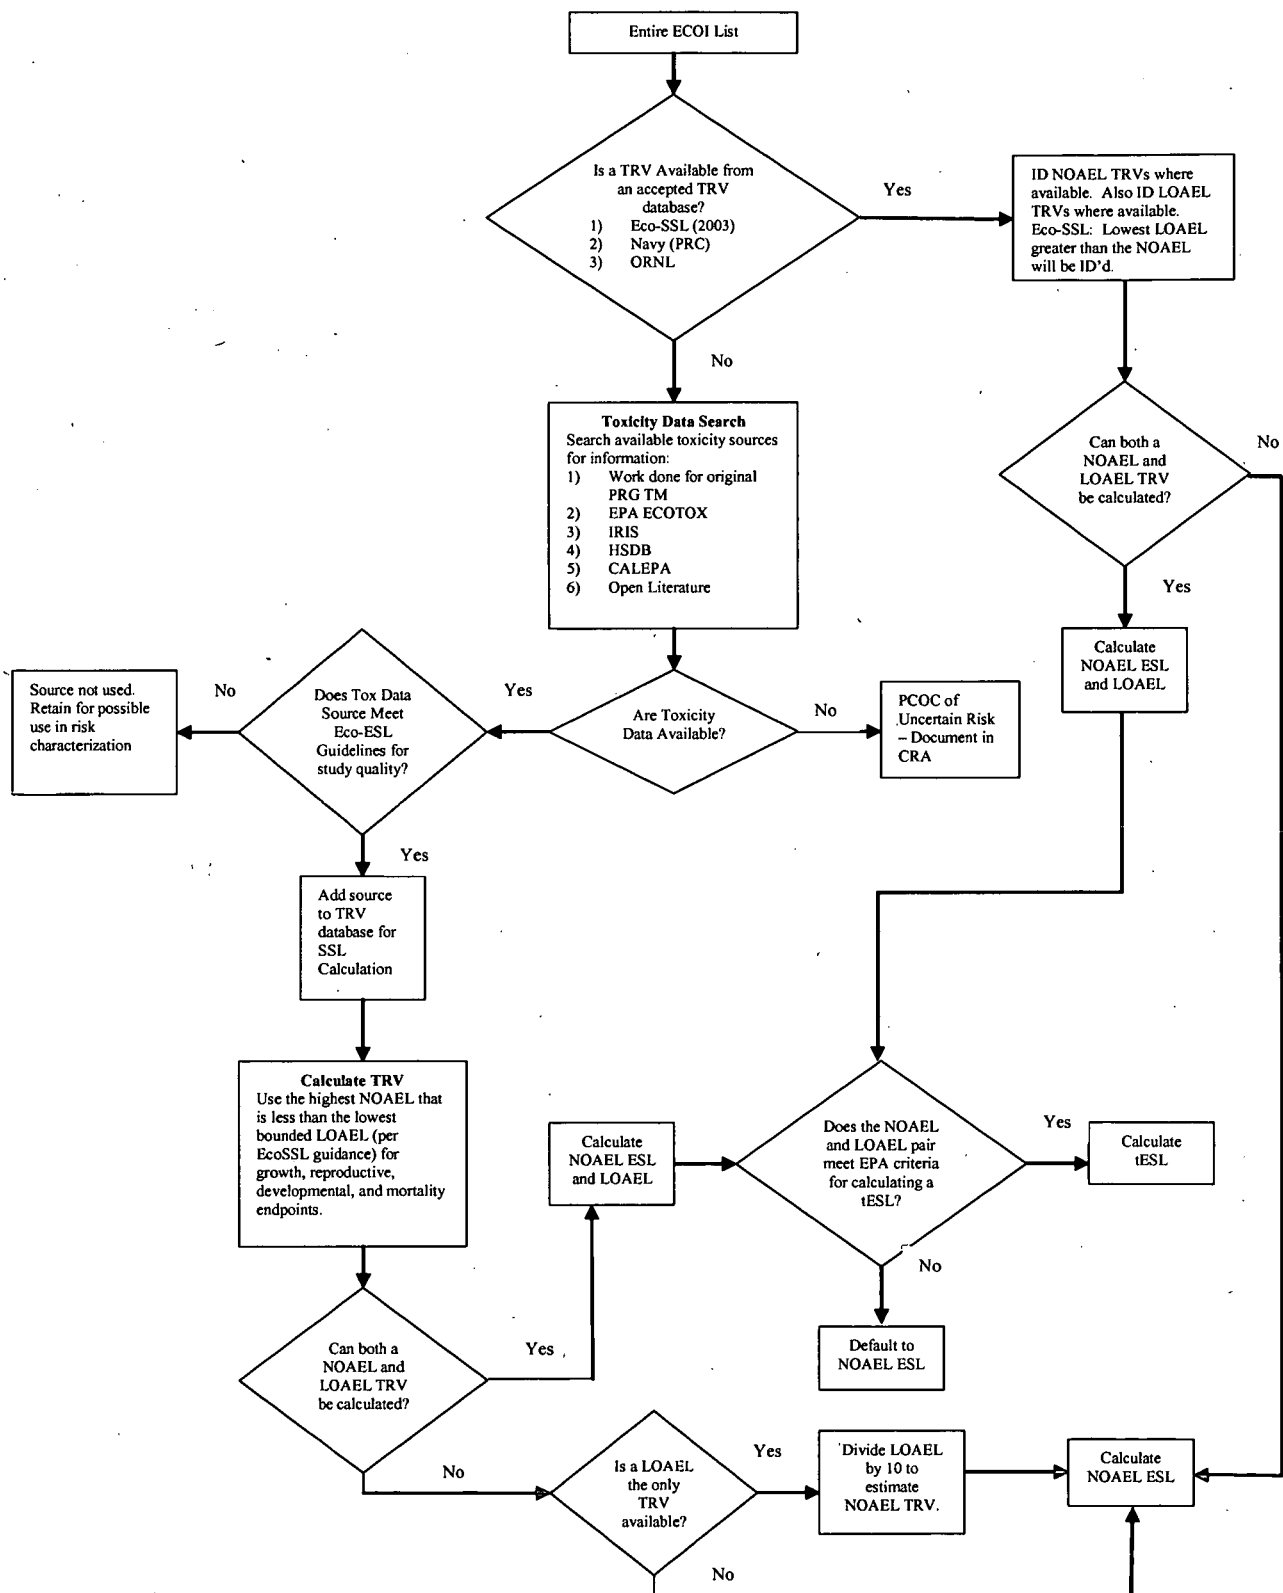 Entire ECOI List
Is a TRV Available from
an accepted TRV
database?
1) Eco-SSL (2003)
2) Navy (PRC)
3) ORNL
Yes
ID NOAEL TRVs where
available. Also ID LOAEL
TRVs where available.
Eco-SSL: Lowest LOAEL
greater than the NOAEL
will be ID'd.
No
Toxicity Data Search
Search available toxicity sources
for information:
1) Work done for original
PRG TM
2) EPA ECOTOX
3) IRIS
4) HSDB
5) CALEPA
6) Open Literature
Can both a
NOAEL and
LOAEL TRV
be calculated?
No
Yes
Calculate
NOAEL ESL
and LOAEL
Source not used.
Retain for possible
use in risk
characterization
No
Does Tox Data
Source Meet
Eco-ESL
Guidelines for
study quality?
Yes
Are Toxicity
Data Available?
No
PCOC of
Uncertain Risk
– Document in
CRA
Yes
Add source
to TRV
database for
SSL
Calculation
Calculate TRV
Use the highest NOAEL that
is less than the lowest
bounded LOAEL (per
EcoSSL guidance) for
growth, reproductive,
developmental, and mortality
endpoints.
Calculate
NOAEL ESL
and LOAEL
Does the NOAEL
and LOAEL pair
meet EPA criteria
for calculating a
tESL?
Yes
Calculate
tESL
No
Default to
NOAEL ESL
Can both a
NOAEL and
LOAEL TRV
be calculated?
Yes
No
Is a LOAEL
the only
TRV
available?
Yes
Divide LOAEL
by 10 to
estimate
NOAEL TRV.
Calculate
NOAEL ESL
No